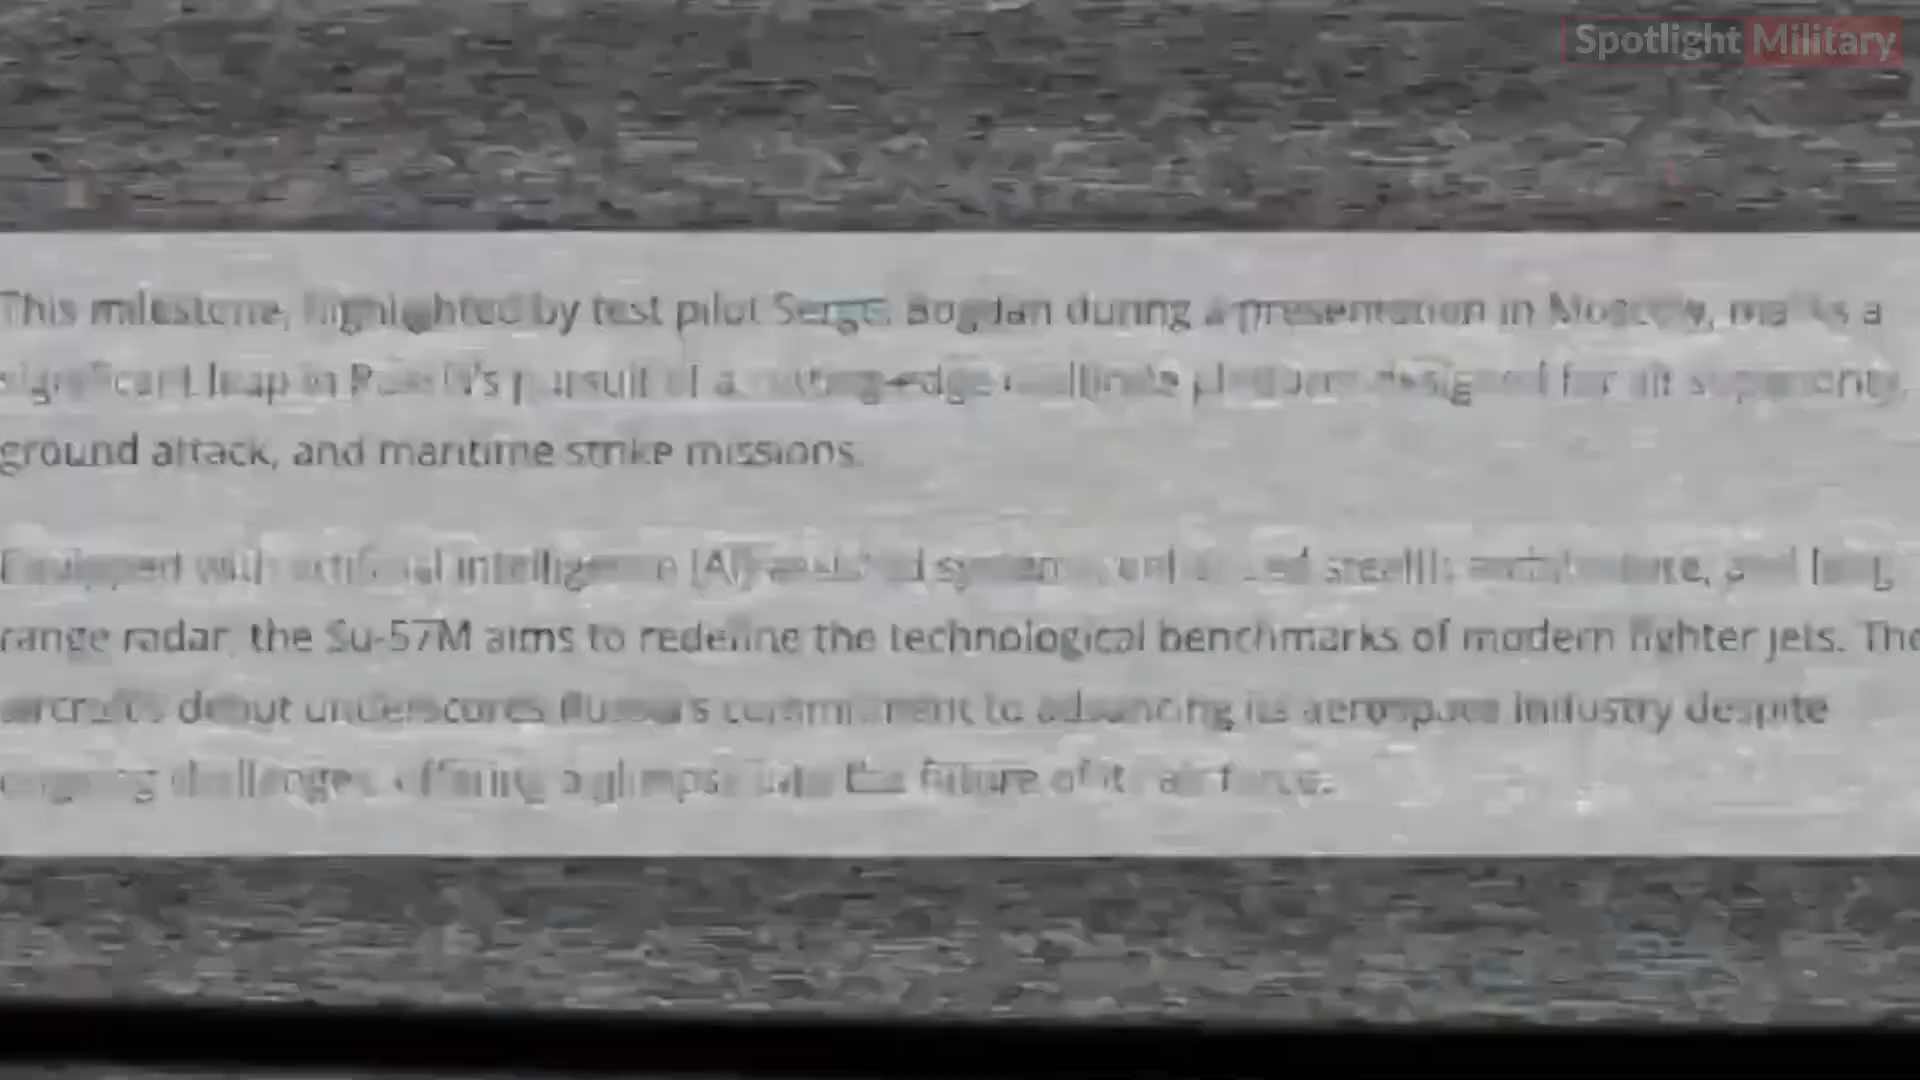 Spotlight Military
This milestone, highlighted by test pilot Sergei Bogdan during a presentation in Moscow, marks a
significant leap in Russia's pursuit of a cutting-edge multirole platform designed for air superiority,
ground attack, and maritime strike missions.
Equipped with artificial intelligence (AI)-assisted systems, stealth architecture, and long
range radar, the Su-57M aims to redefine the technological benchmarks of modern fighter jets. The
aircraft's debut underscores Russia's commitment to advancing its aerospace industry despite
ongoing challenges, offering a glimpse into the future of its air force.